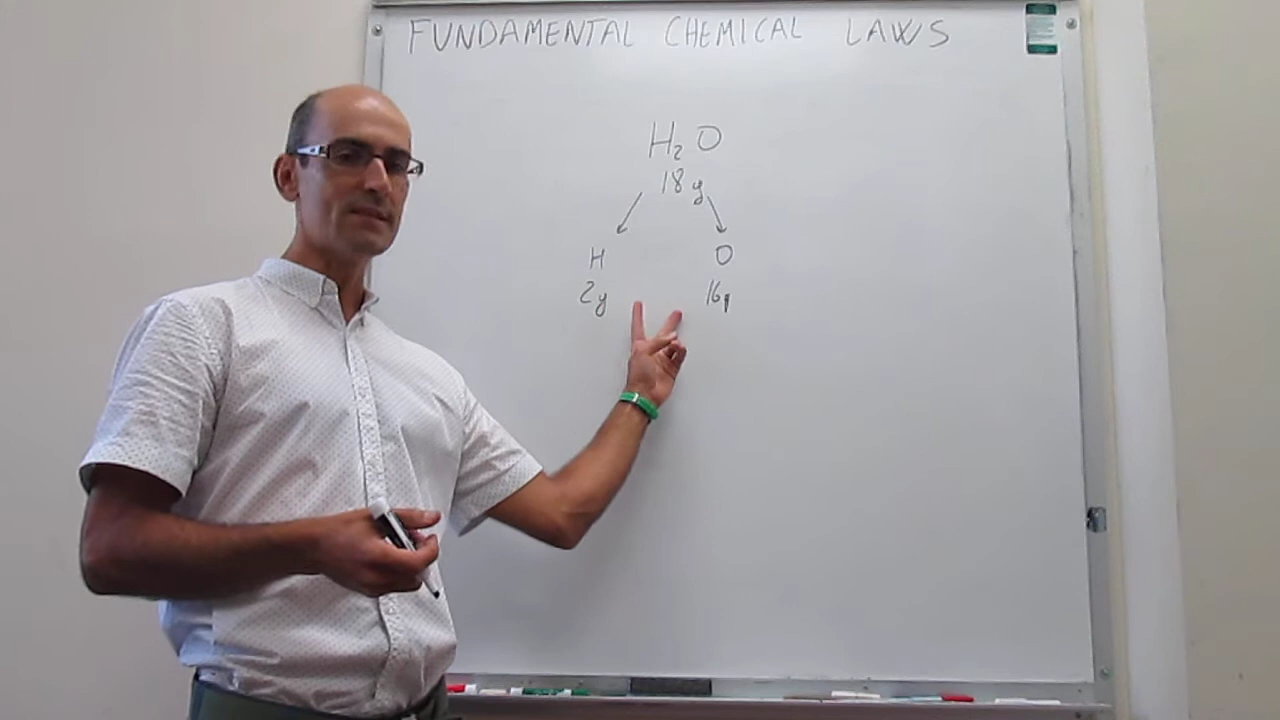 FUNDAMENTAL CHEMICAL LAWS
H₂O
18g
H O
2g 16g